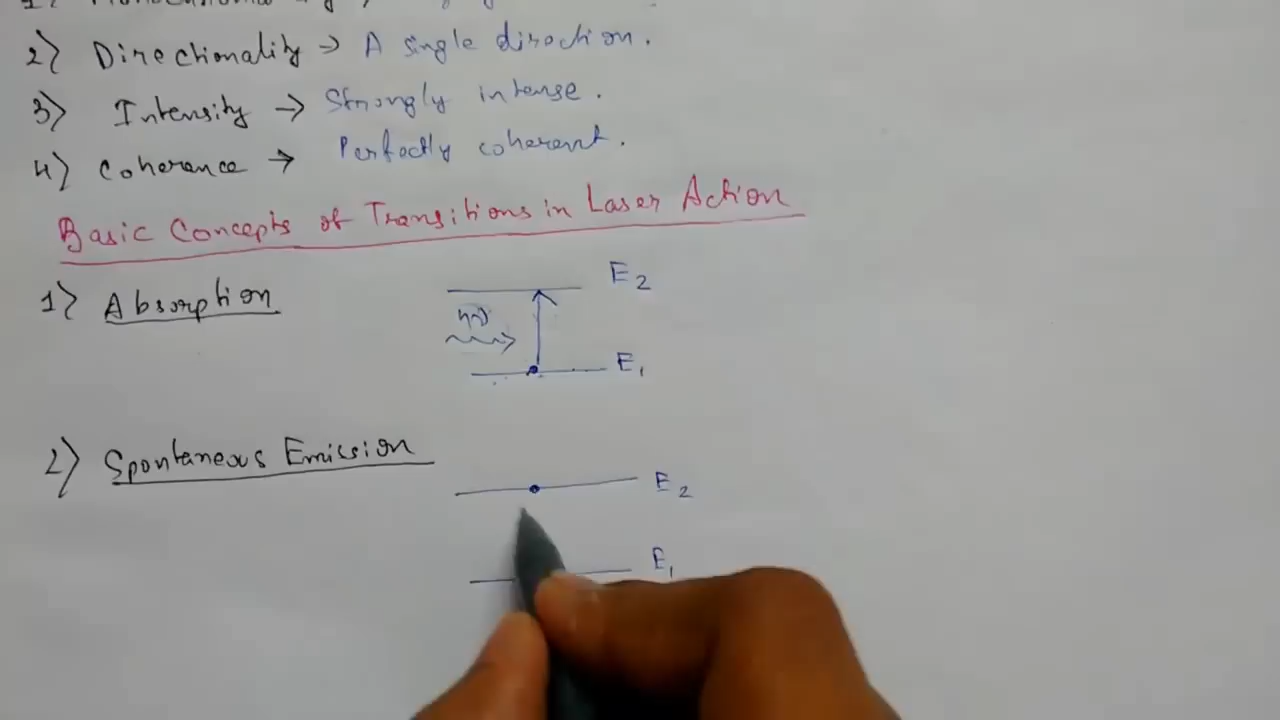 2) Directionality → A single direction.
3) Intensity → Strongly intense.
4) Coherence → Perfectly coherent.
Basic Concepts of Transitions in Laser Action
1) Absorption
E2
hν
E1
2) Spontaneous Emission
E2
E1